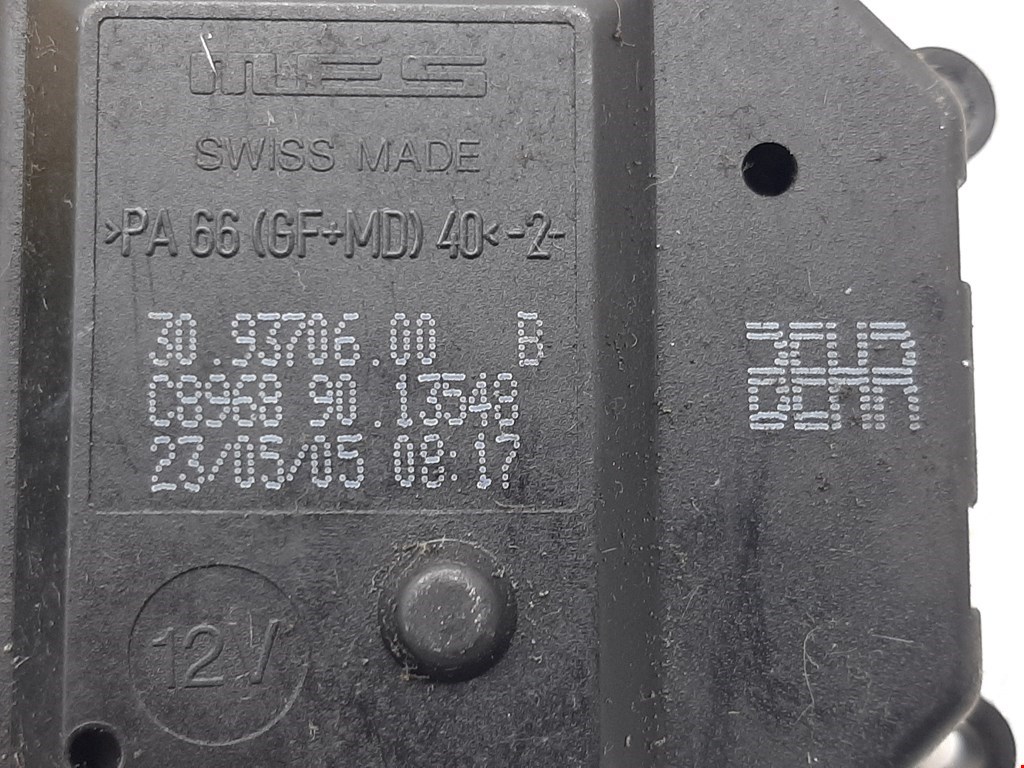 MES
SWISS MADE
>PA 66 (GF+MD) 40< -2-
30.93706.00 B
C8968 90.13548
23/05/05 08:17
BEHR
12V